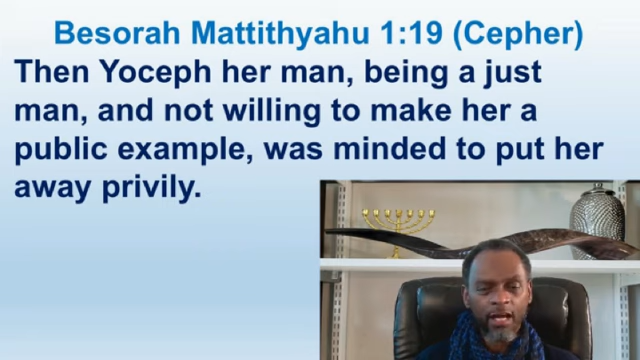 Besorah Mattithyahu 1:19 (Cepher)
Then Yoceph her man, being a just
man, and not willing to make her a
public example, was minded to put her
away privily.